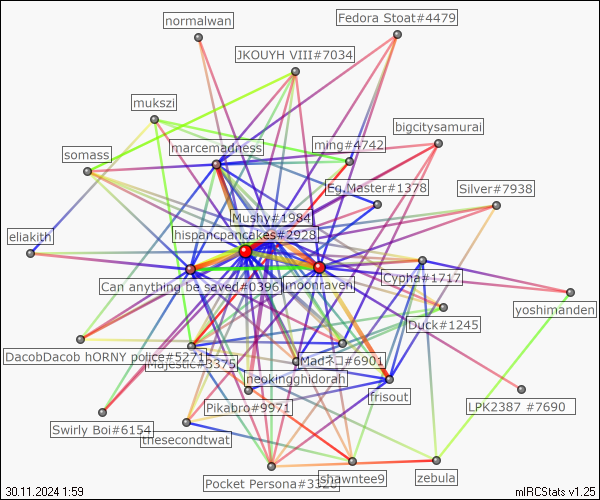 normalwan
Fedora Stoat#4479
JKOUYH VIII#7034
mukszi
bigcitysamurai
marcemadness
ming#4742
somass
Eg.Master#1378
Silver#7938
Mushy#1984
hispancpancakes#2928
eliakith
Can anything be saved#0396
moonraven
Cypha#1717
yoshimanden
Duck#1245
DacobDacob hORNY police#5271
Majestic#3375
Madネコ#6901
neokingghidorah
frisout
Pikabro#9971
LPK2387 #7690
Swirly Boi#6154
thesecondtwat
Pocket Persona#3320
shawntee9
zebula
30.11.2024 1:59
mIRCStats v1.25